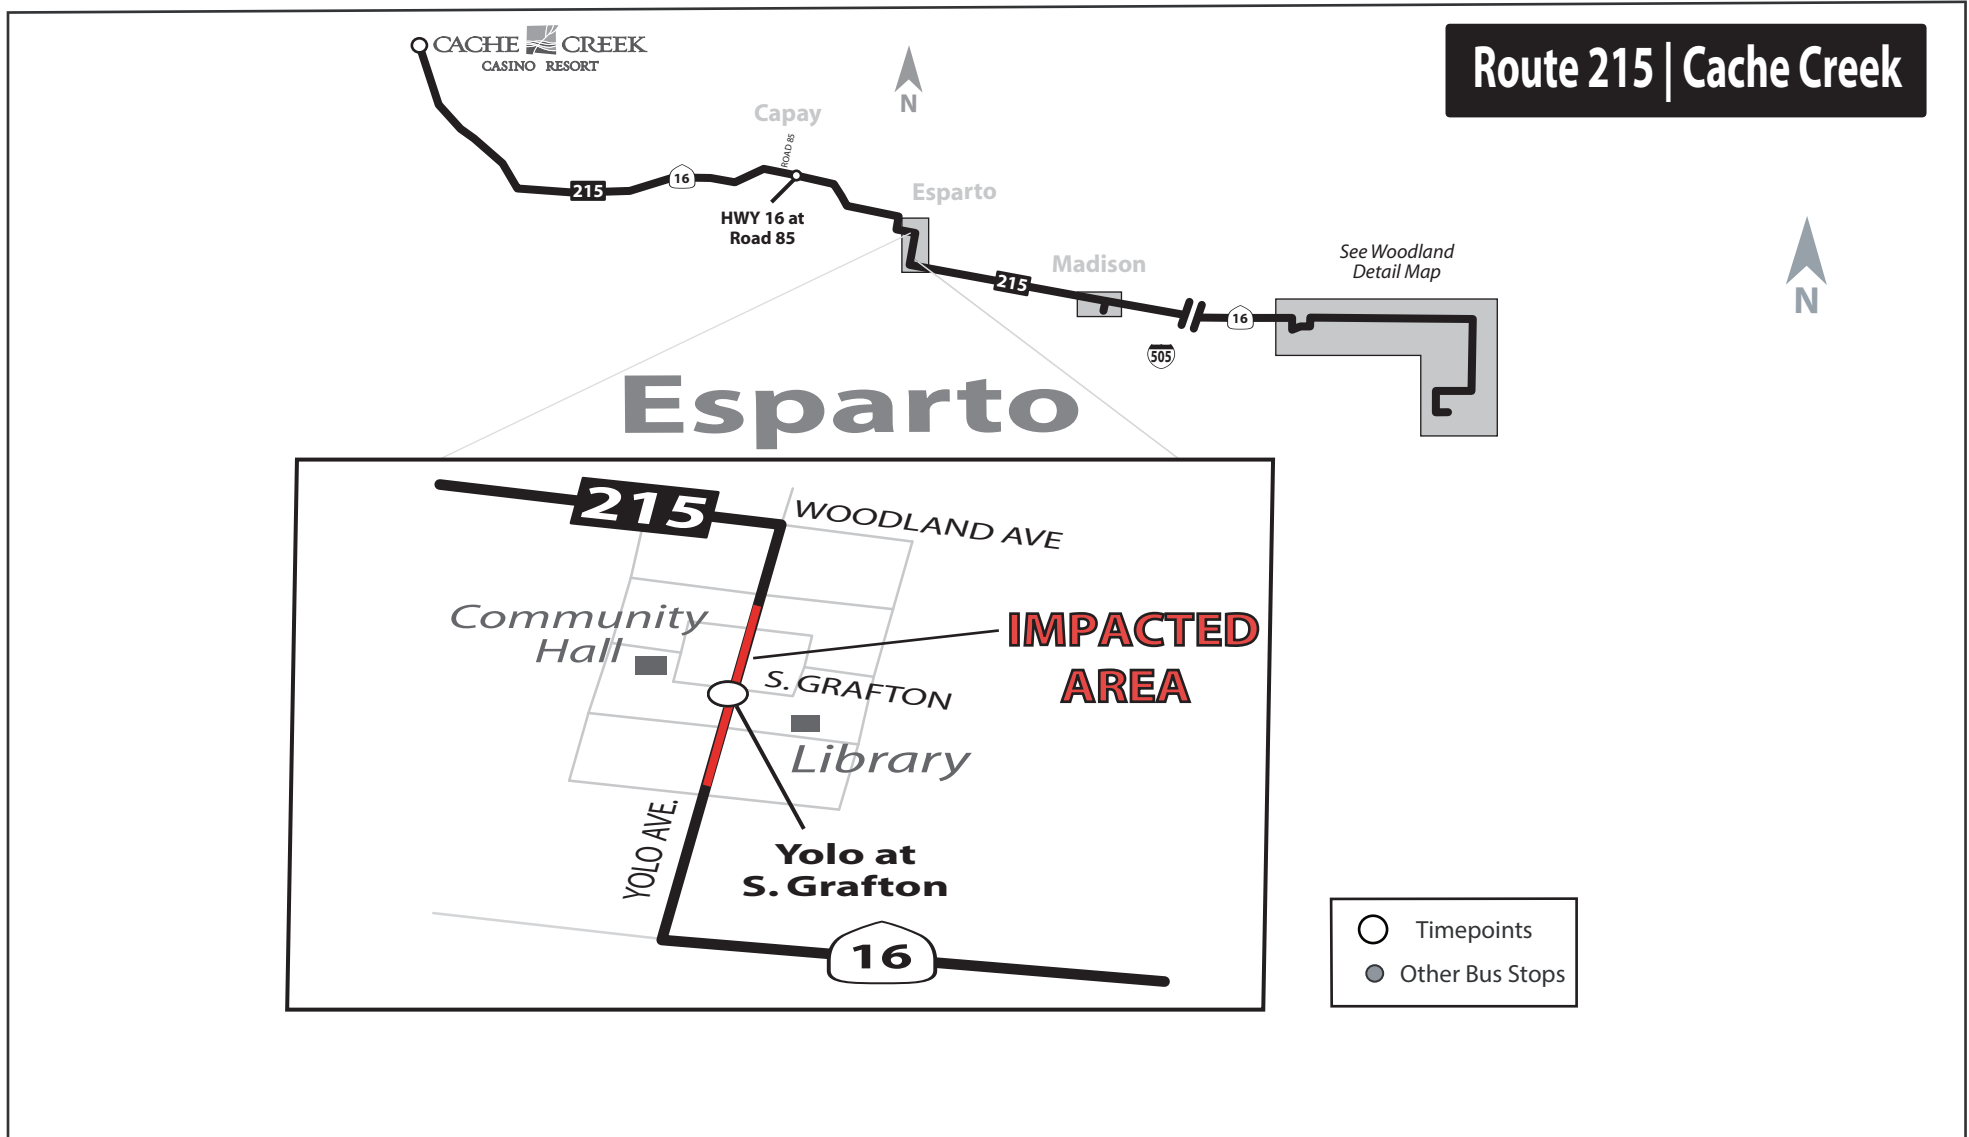 CACHE CREEK
CASINO RESORT
N
Route 215 | Cache Creek
Capay
ROAD 85
215
16
HWY 16 at
Road 85
Esparto
Madison
215
See Woodland
Detail Map
N
16
505
Esparto
215
WOODLAND AVE
Community
Hall
IMPACTED
AREA
S. GRAFTON
Library
YOLO AVE.
Yolo at
S. Grafton
16
Timepoints
Other Bus Stops